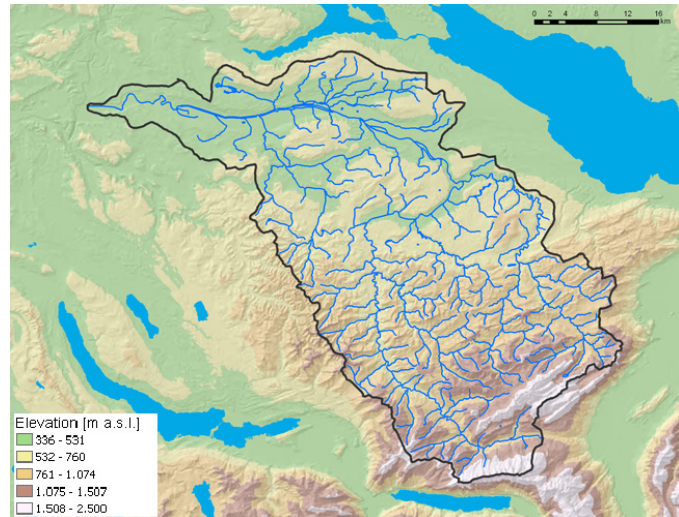 0 2 4 8 12 16
km
Elevation [m a.s.l.]
336 - 531
532 - 760
761 - 1.074
1.075 - 1.507
1.508 - 2.500